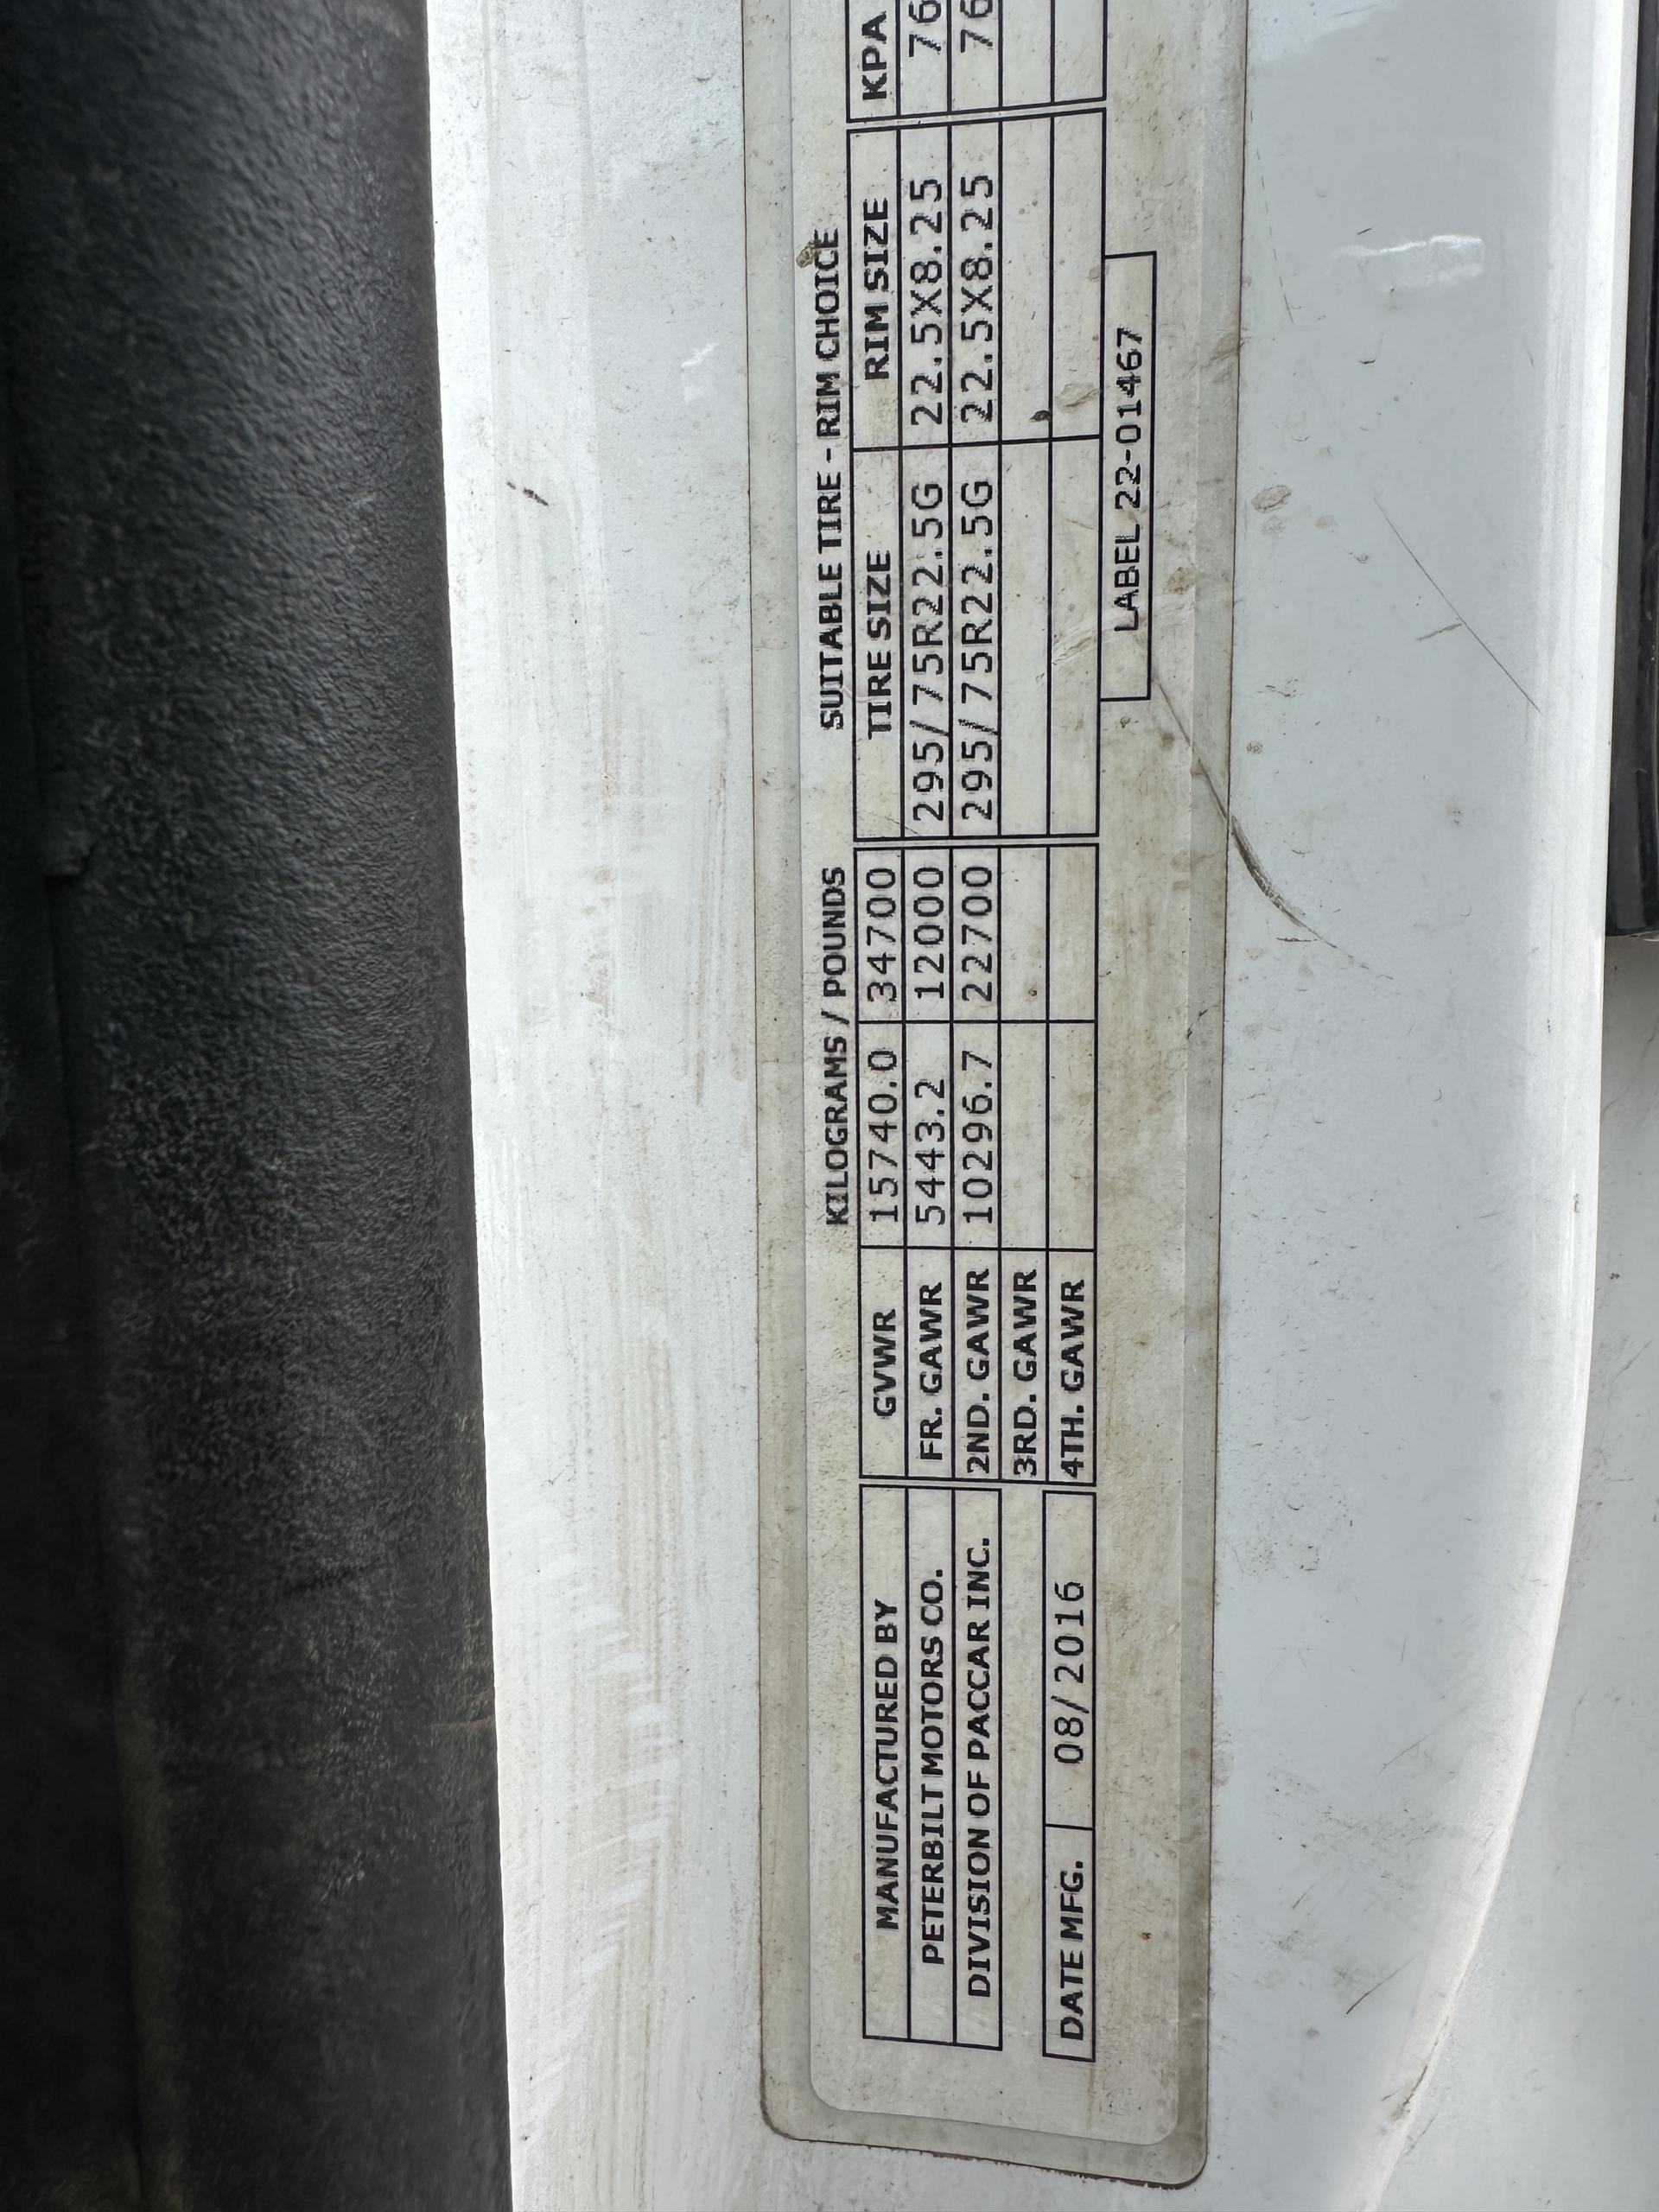 KILOGRAMS / POUNDS SUITABLE TIRE - RIM CHOICE
MANUFACTURED BY GVWR 15740.0 34700 TIRE SIZE RIM SIZE KPA
PETERBILT MOTORS CO. FR. GAWR 5443.2 12000 295/75R22.5G 22.5X8.25 76
DIVISION OF PACCAR INC. 2ND. GAWR 10296.7 22700 295/75R22.5G 22.5X8.25 76
3RD. GAWR
DATE MFG. 08/2016 4TH. GAWR
LABEL 22-01467